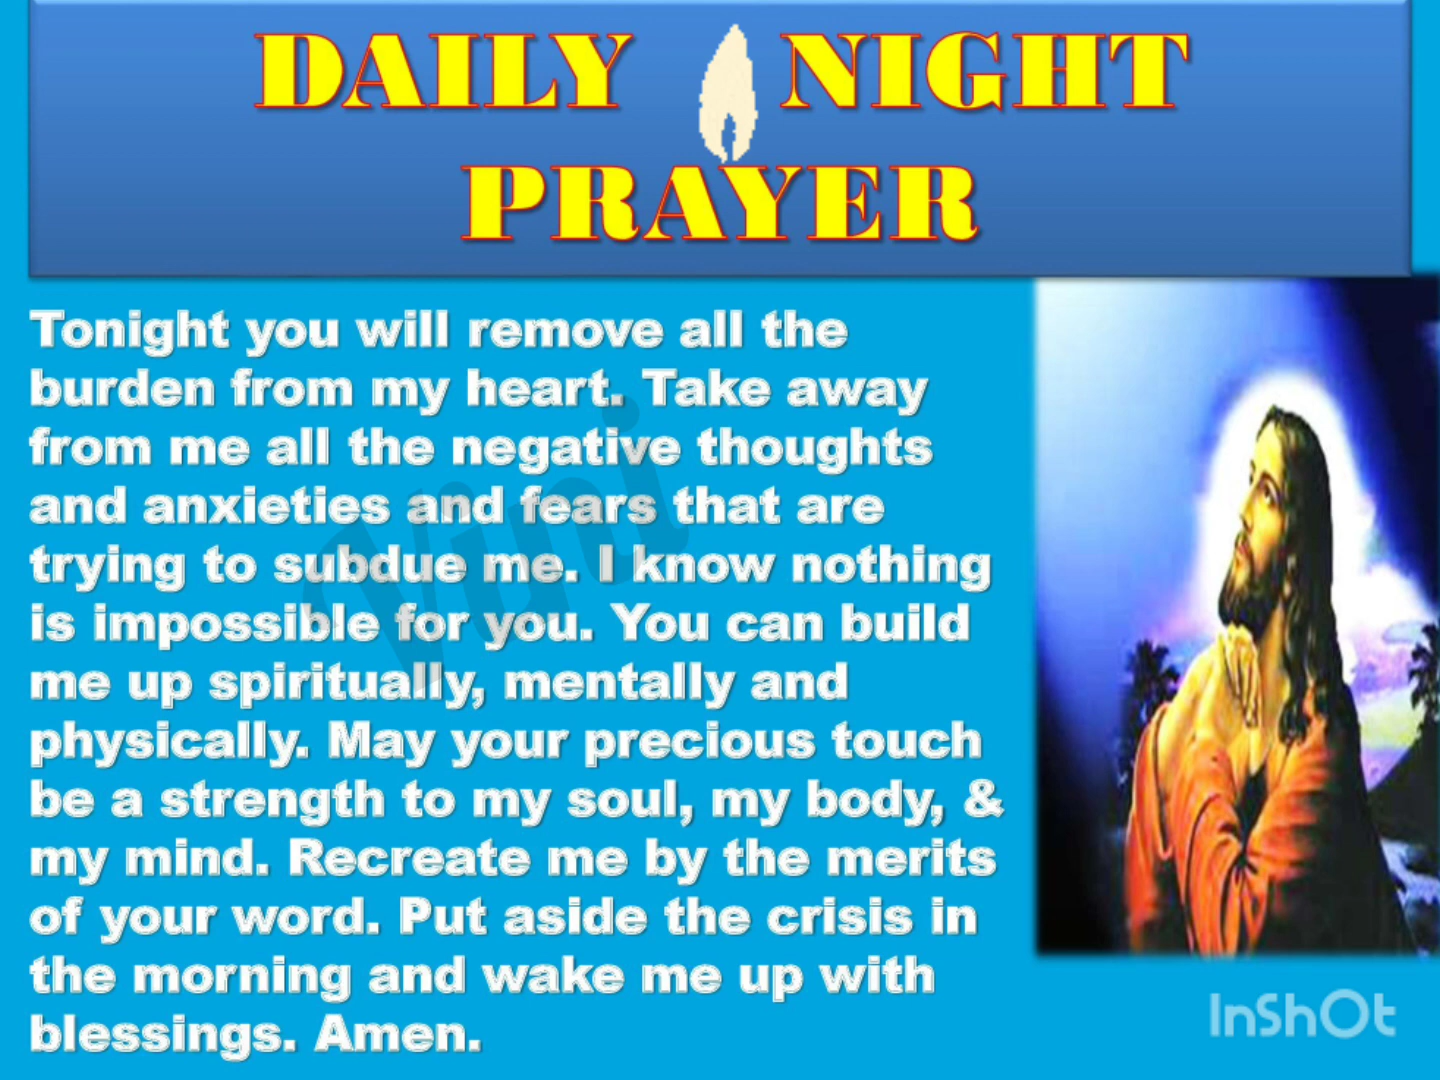 DAILY NIGHT
PRAYER
Tonight you will remove all the
burden from my heart. Take away
from me all the negative thoughts
and anxieties and fears that are
trying to subdue me. I know nothing
is impossible for you. You can build
me up spiritually, mentally and
physically. May your precious touch
be a strength to my soul, my body, &
my mind. Recreate me by the merits
of your word. Put aside the crisis in
the morning and wake me up with
blessings. Amen.
Vini
InShOt